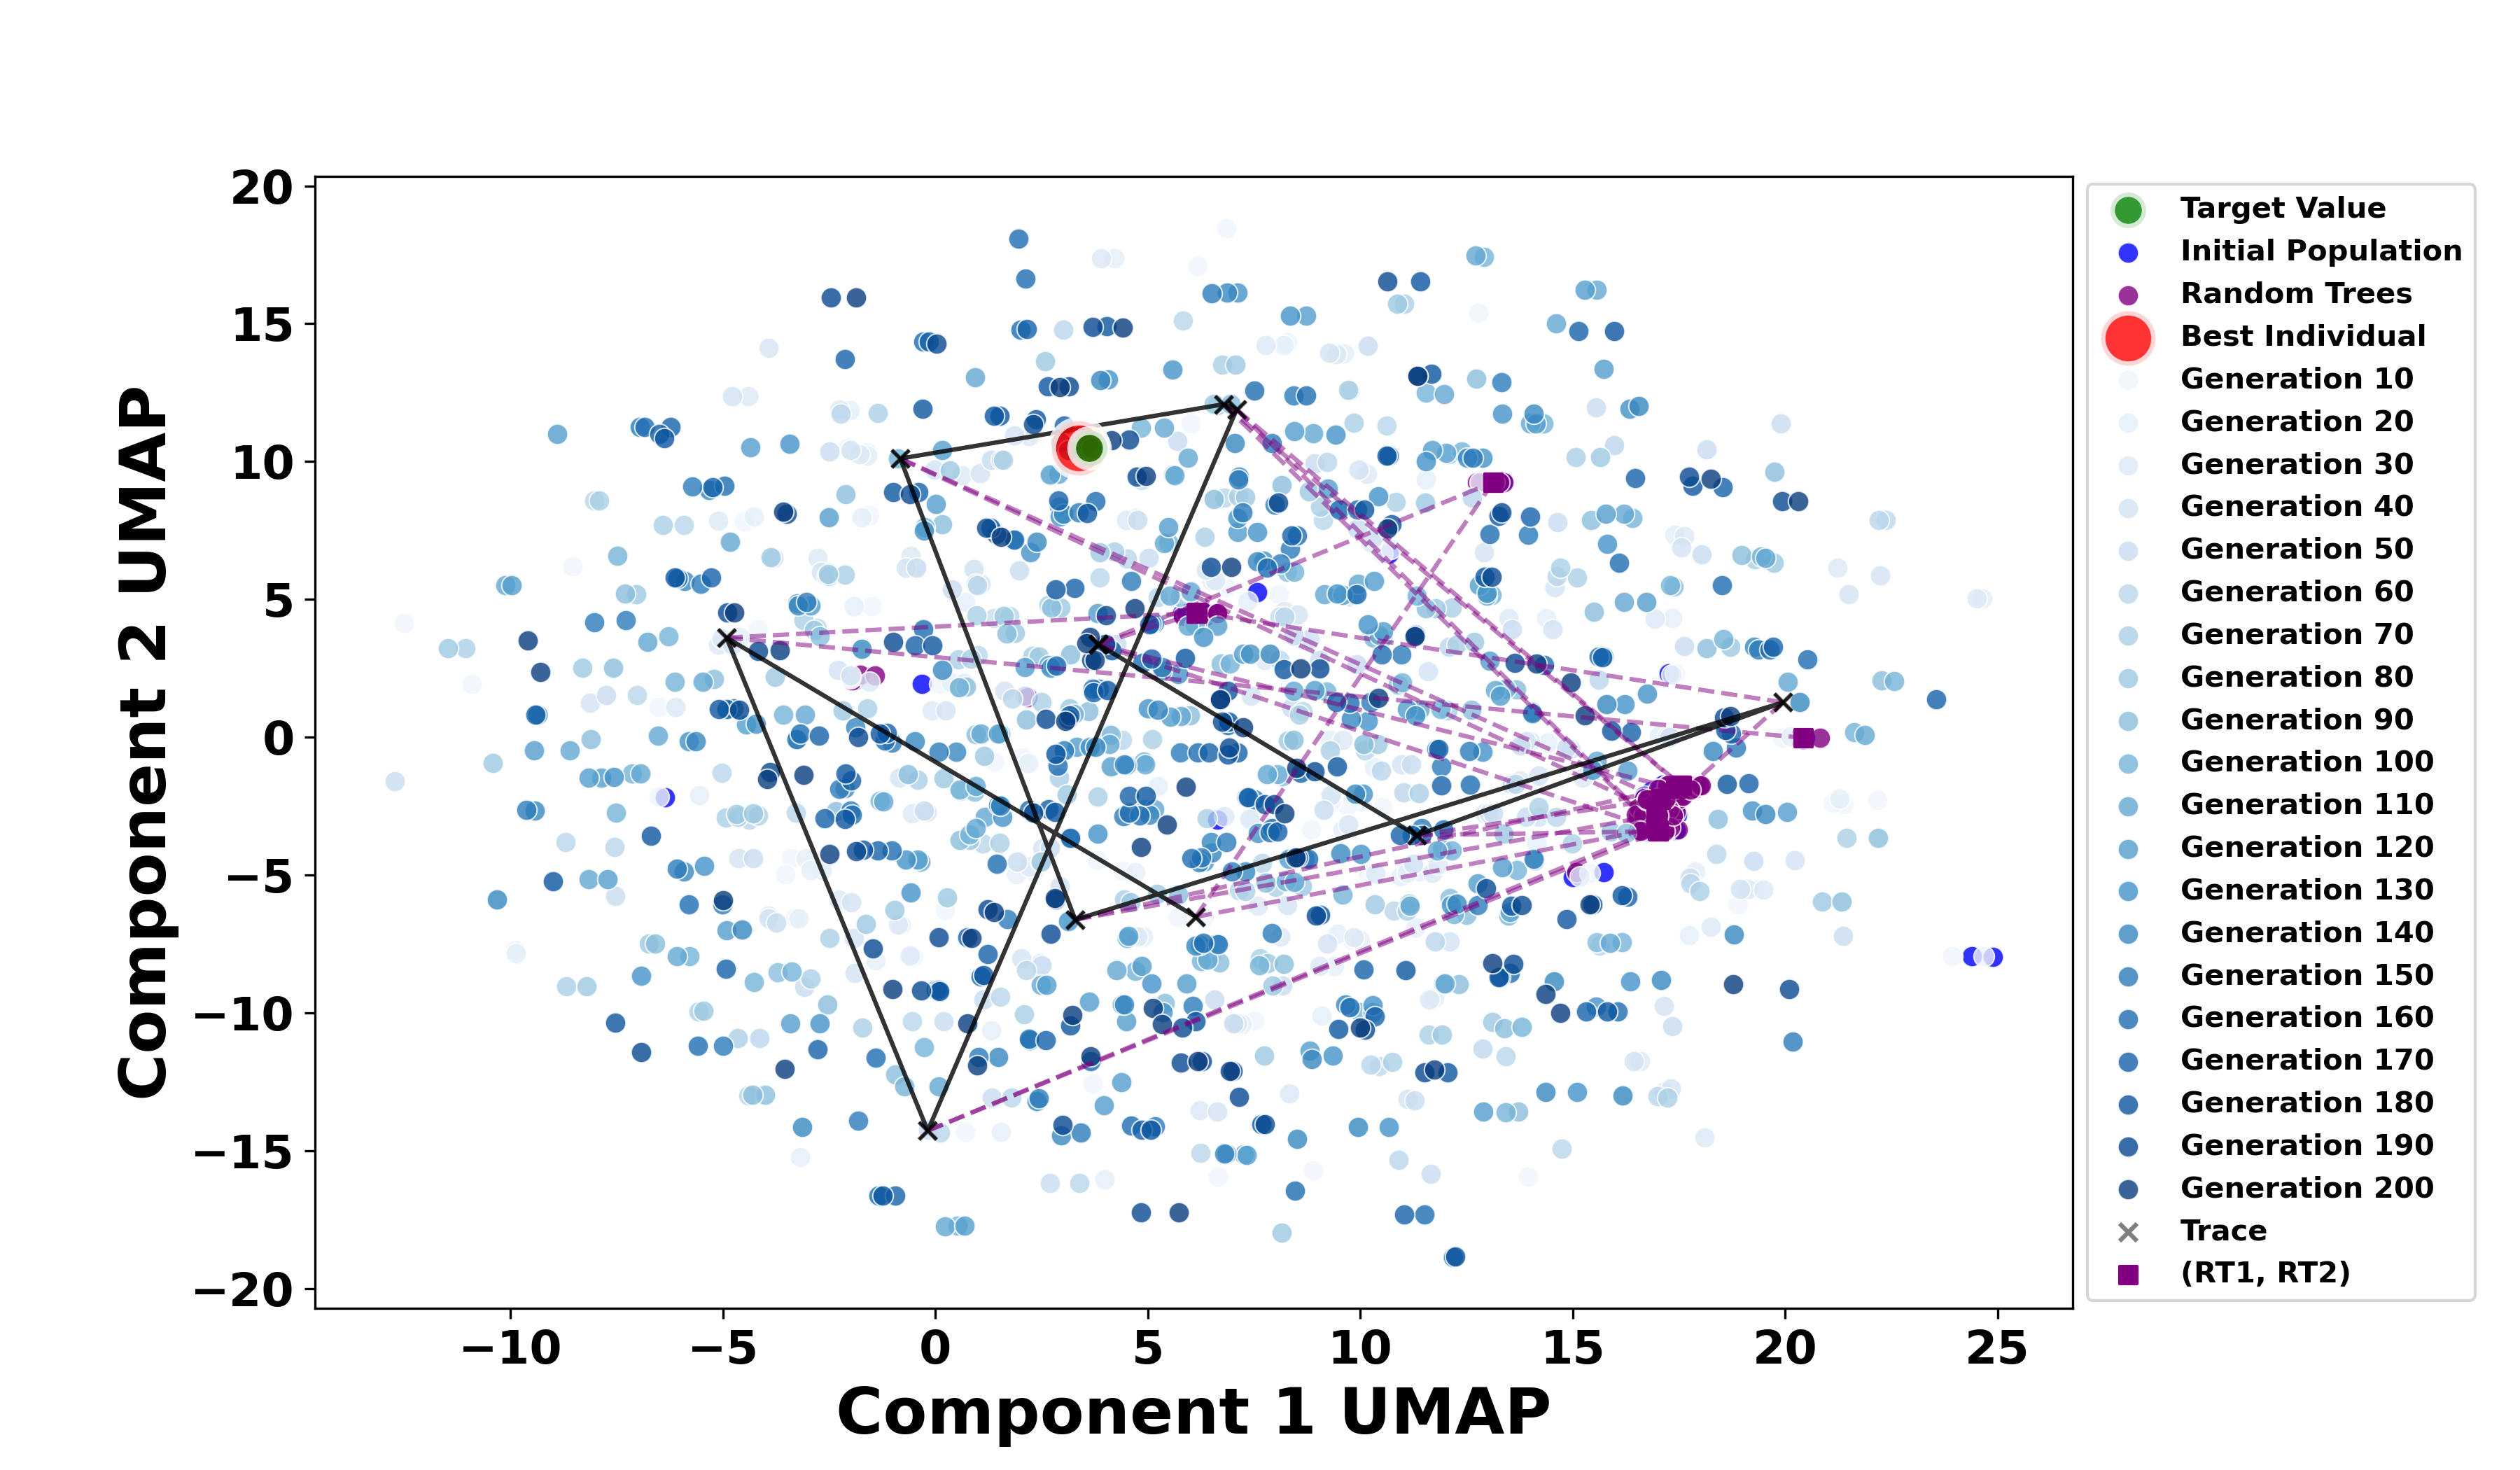 20
15
10
5
0
−5
−10
−15
−20
Component 2 UMAP
−10
−5
0
5
10
15
20
25
Component 1 UMAP
Target Value
Initial Population
Random Trees
Best Individual
Generation 10
Generation 20
Generation 30
Generation 40
Generation 50
Generation 60
Generation 70
Generation 80
Generation 90
Generation 100
Generation 110
Generation 120
Generation 130
Generation 140
Generation 150
Generation 160
Generation 170
Generation 180
Generation 190
Generation 200
Trace
(RT1, RT2)